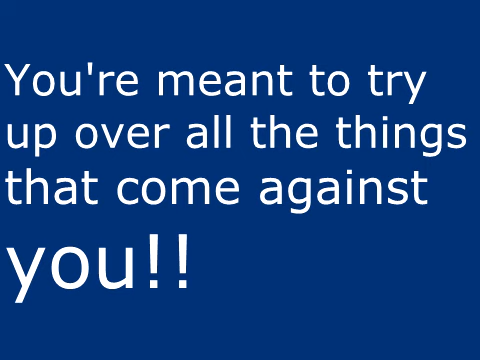 You're meant to try
up over all the things
that come against
you!!